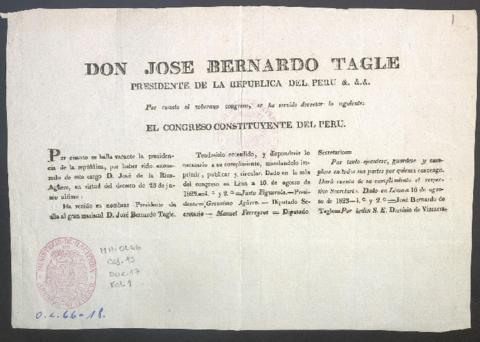 1
DON JOSE BERNARDO TAGLE
PRESIDENTE DE LA REPUBLICA DEL PERU &. &.&.
Por cuanto el soberano congreso, se ha servido decretar lo siguiente:
EL CONGRESO CONSTITUYENTE DEL PERU.
Por cuanto se halla vacante la presiden-
cia de la república, por haber sido exone-
rado de este cargo D. José de la Riva-
Agüero, en virtud del decreto de 23 de ju-
nio ultimo:
Ha venido en nombrar Presidente de
ella al gran mariscal D. José Bernardo Tagle.
Tendreislo entendido, y dispondreis lo
necesario a su cumplimiento, mandandolo im-
primir, publicar y circular. Dado en la sala
del congreso en Lima a 16 de agosto de
1823.—4.° y 2.°—Justo Figuerola.—Presi-
dente.—Geronimo Agüero.—Diputado Se-
cretario—Manuel Ferreyros—Diputado
Secretario=
Por tanto ejecutese, guardese y cum-
plase en todas sus partes por quienes convenga.
Dará cuenta de su cumplimiento el respec-
tivo Secretario. Dado en Lima a 16 de agos-
to de 1823—4.° y 2.°—José Bernardo de
Tagle=Por orden S. E. Dionisio de Vizcarra.
MINISTERIO DE HACIENDA
O.L.66-18.